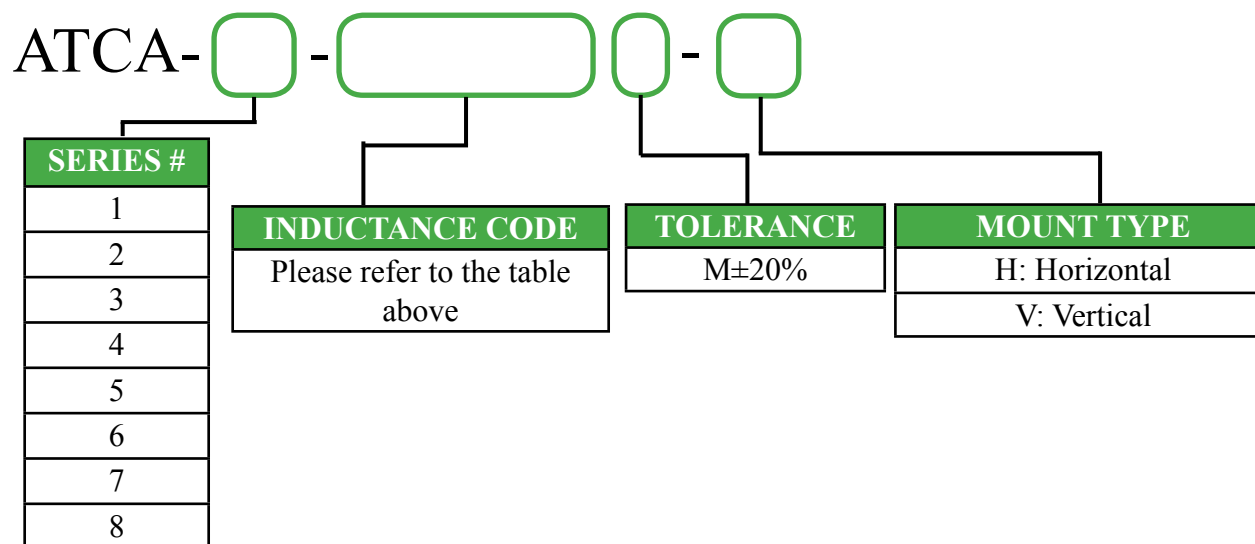 ATCA- - -
SERIES #
1
2
3
4
5
6
7
8
INDUCTANCE CODE
Please refer to the table
above
TOLERANCE
M±20%
MOUNT TYPE
H: Horizontal
V: Vertical